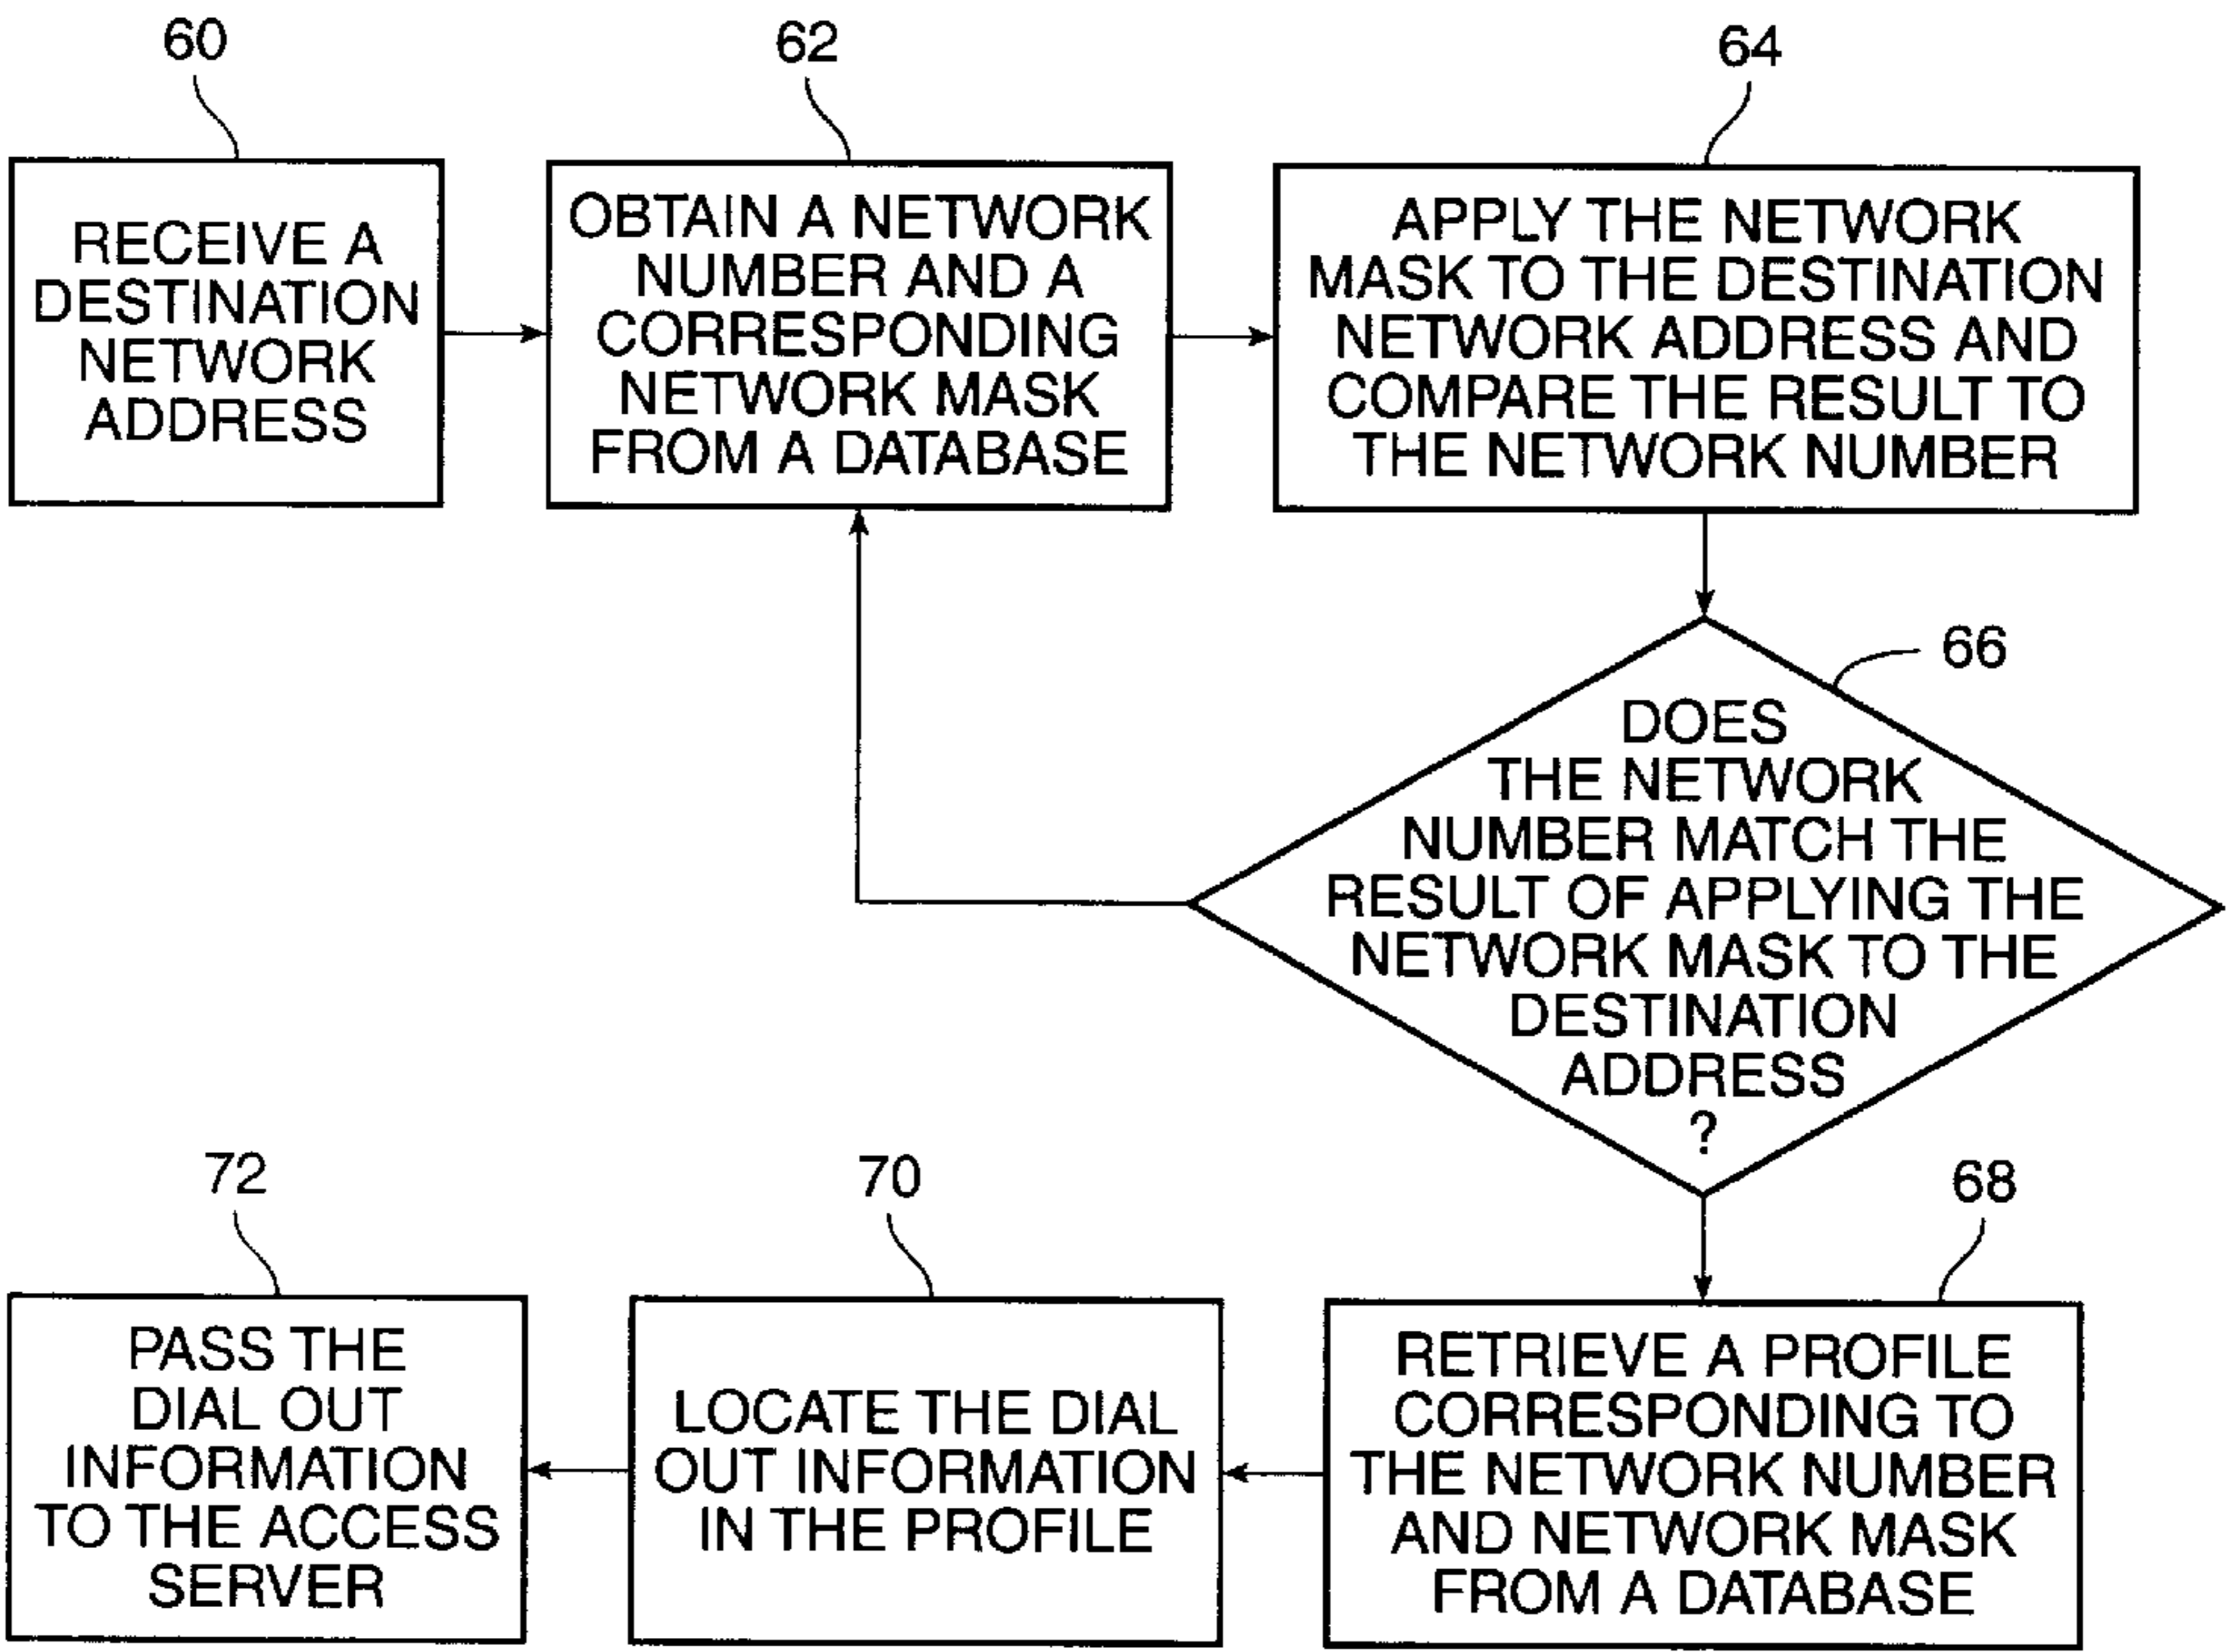 60
RECEIVE A
DESTINATION
NETWORK
ADDRESS
62
OBTAIN A NETWORK
NUMBER AND A
CORRESPONDING
NETWORK MASK
FROM A DATABASE
64
APPLY THE NETWORK
MASK TO THE DESTINATION
NETWORK ADDRESS AND
COMPARE THE RESULT TO
THE NETWORK NUMBER
66
DOES
THE NETWORK
NUMBER MATCH THE
RESULT OF APPLYING THE
NETWORK MASK TO THE
DESTINATION
ADDRESS
?
68
RETRIEVE A PROFILE
CORRESPONDING TO
THE NETWORK NUMBER
AND NETWORK MASK
FROM A DATABASE
70
LOCATE THE DIAL
OUT INFORMATION
IN THE PROFILE
72
PASS THE
DIAL OUT
INFORMATION
TO THE ACCESS
SERVER